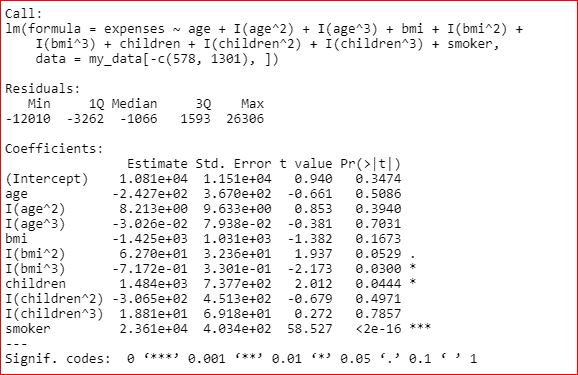 Call:
lm(formula = expenses ~ age + I(age^2) + I(age^3) + bmi + I(bmi^2) +
    I(bmi^3) + children + I(children^2) + I(children^3) + smoker,
    data = my_data[-c(578, 1301), ])

Residuals:
   Min     1Q Median     3Q    Max
-12010  -3262  -1066   1593  26306

Coefficients:
                Estimate Std. Error t value Pr(>|t|)
(Intercept)    1.081e+04  1.151e+04   0.940   0.3474
age           -2.427e+02  3.670e+02  -0.661   0.5086
I(age^2)       8.213e+00  9.633e+00   0.853   0.3940
I(age^3)      -3.026e-02  7.938e-02  -0.381   0.7031
bmi           -1.425e+03  1.031e+03  -1.382   0.1673
I(bmi^2)       6.270e+01  3.236e+01   1.937   0.0529 .
I(bmi^3)      -7.172e-01  3.301e-01  -2.173   0.0300 *
children       1.484e+03  7.377e+02   2.012   0.0444 *
I(children^2) -3.065e+02  4.513e+02  -0.679   0.4971
I(children^3)  1.881e+01  6.918e+01   0.272   0.7857
smoker         2.361e+04  4.034e+02  58.527   <2e-16 ***
---
Signif. codes:  0 ‘***’ 0.001 ‘**’ 0.01 ‘*’ 0.05 ‘.’ 0.1 ‘ ’ 1